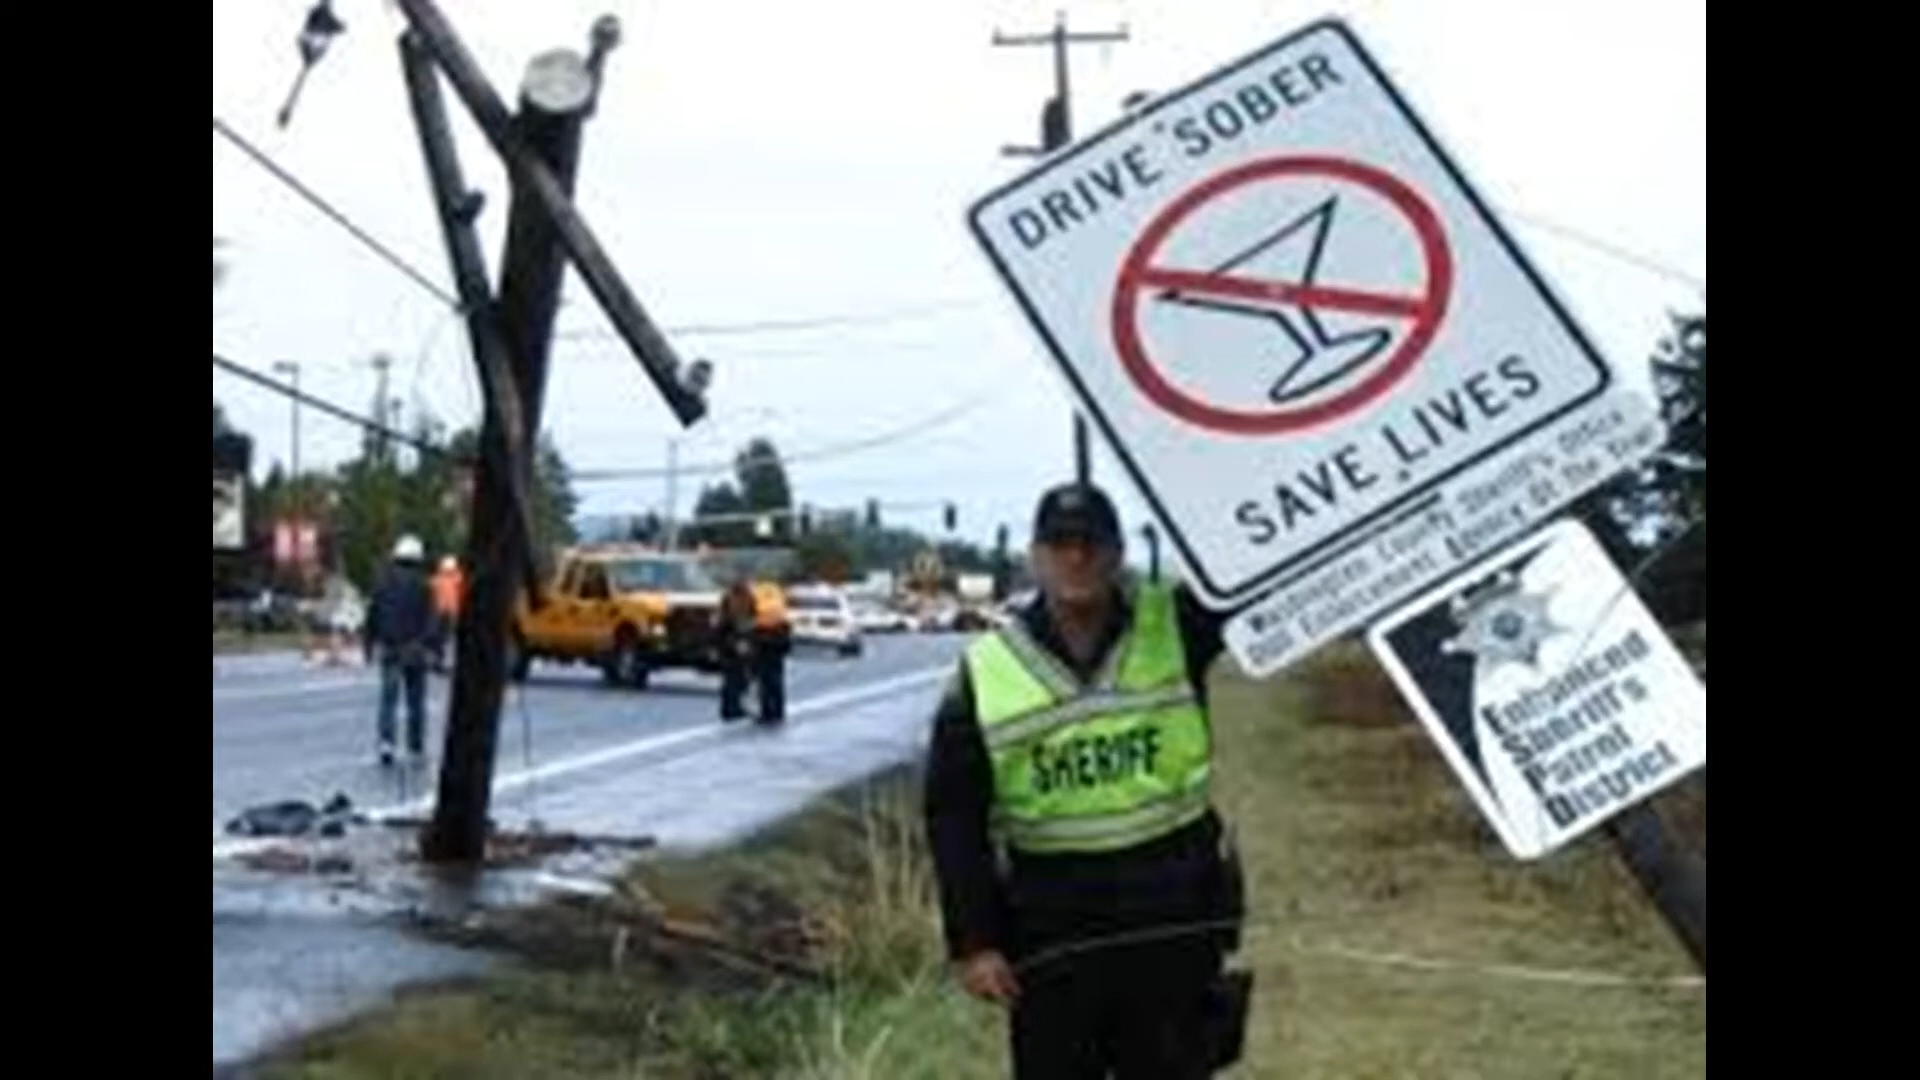 DRIVE SOBER
SAVE LIVES
Washington County Sheriff's Office
DUI Enforcement Agency Of The Year
Enhanced
Sheriff's
Patrol
District
SHERIFF